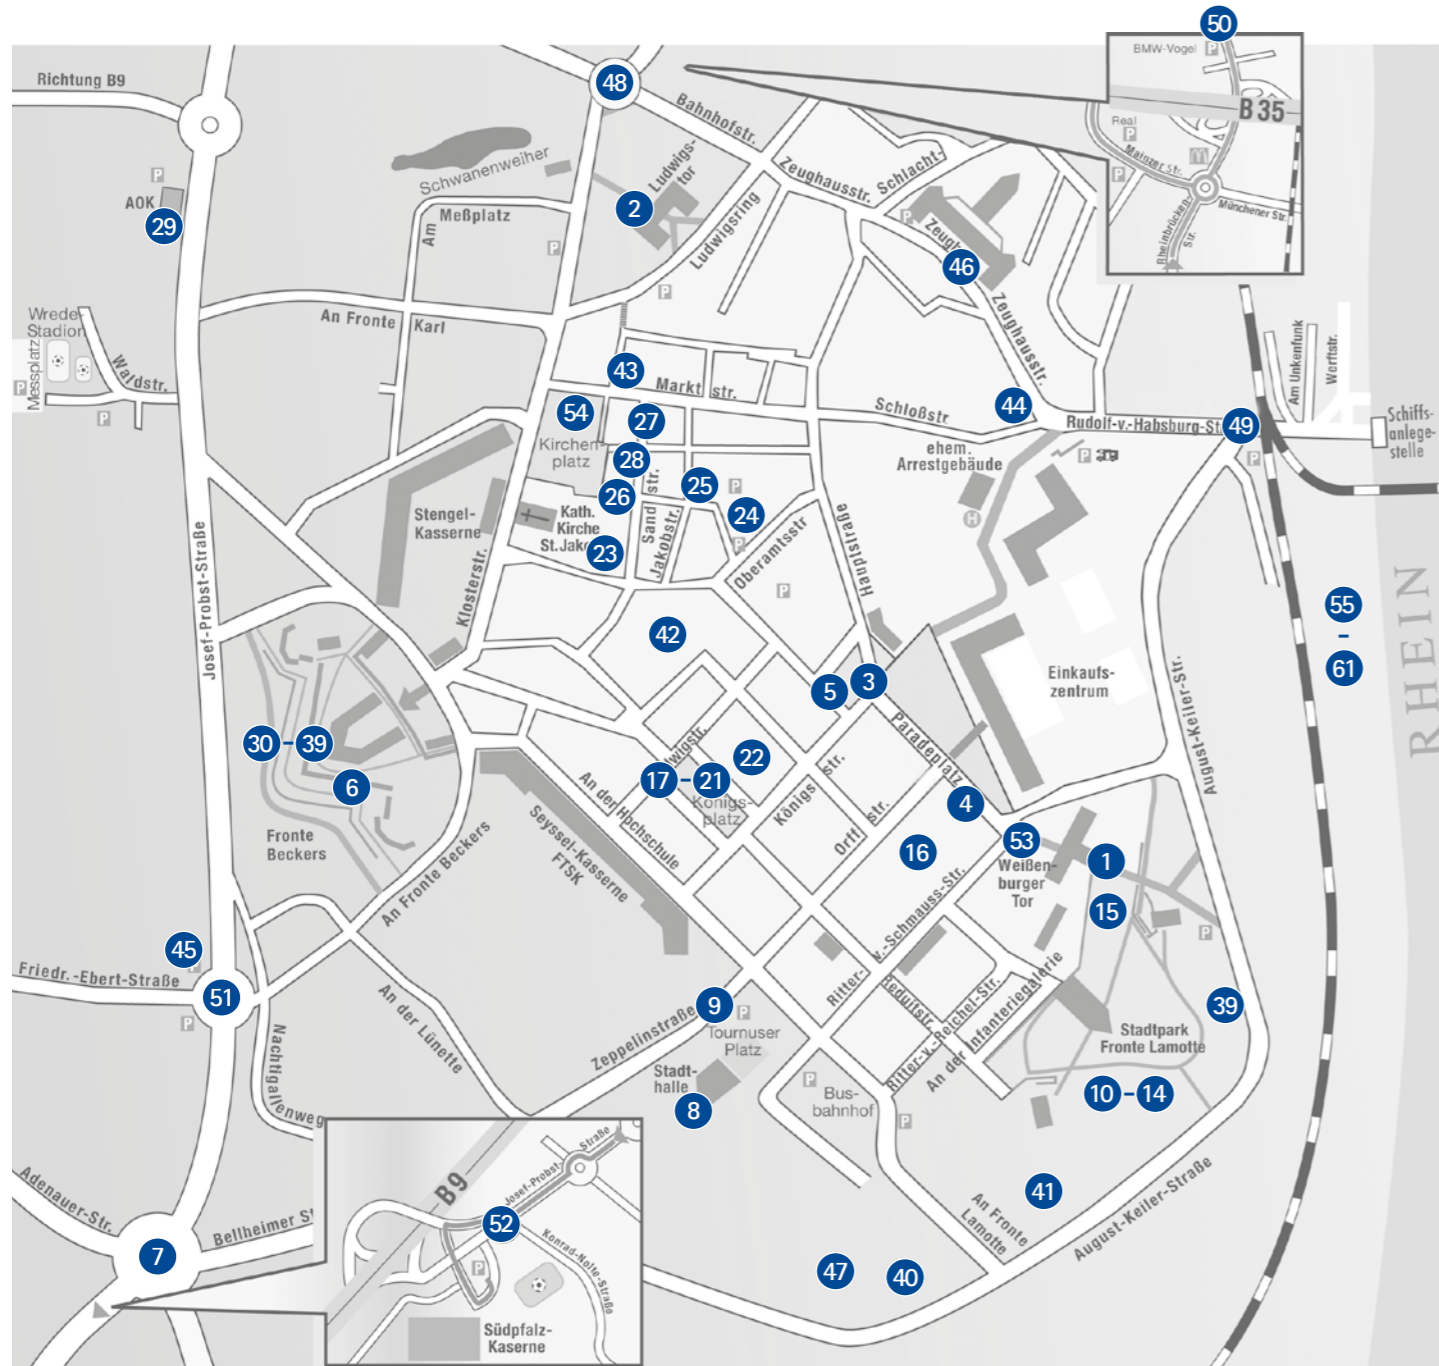 50
BMW-Vogel
P
B 35
Real
P
Mainzer Str.
P
Münchener Str.
Rheinbrücken-
Str.
Richtung B9
48
Bahnhofstr.
Schwanenweiher
Ludwigs-
tor
2
Zeughausstr.
Schlacht-
P
AOK
29
Am
Meßplatz
P
Ludwigsring
P
Zeugh
46
Zeughausstr.
P
An Fronte
Karl
Wrede-
Stadion
Messplatz
P
Waldstr.
P
43
Markt
str.
Schloßstr.
44
Rudolf-v.-Habsburg-St
49
P
Am Unkenfunk
Werftstr.
Schiffs-
anlege-
stelle
54
Kirchen-
platz
27
28
26
Sand
str.
25
P
24
P
ehem.
Arrestgebäude
P
H
Stengel-
Kasserne
Kath.
Kirche
St.Jak
23
Jakobstr.
Oberamtsstr
Hauptstraße
P
Klosterstr.
Josef-Probst-Straße
42
5
3
Einkaufs-
zentrum
August-Keiler-Str.
55
-
61
RHEIN
30 - 39
6
Fronte
Beckers
An Fronte Beckers
wigstr.
17 - 21
22
Königs-
platz
An der Hochschule
Seyssel-Kasserne
FTSK
Königs
str.
Orff
str.
Paradeplatz
4
16
53
Weißen-
burger
Tor
1
15
P
Ritter-
v.-Schmauss-Str.
Reduitstr.
Ritter-v.-Reichel-Str.
An der Infanteriegalerie
39
Stadtpark
Fronte Lamotte
10 - 14
45
P
Friedr.-Ebert-Straße
51
P
Nachtigallenweg
An der Lünette
Zeppelinstraße
9
P
Tournuser
Platz
Stadt-
halle
8
P
Bus-
bahnhof
P
41
An Fronte
Lamotte
August-Keiler-Straße
47
40
Adenauer-Str.
7
Bellheimer St
B9
Josef-Probst
Straße
52
P
Konrad-Nolte-Straße
Südpfalz-
Kaserne